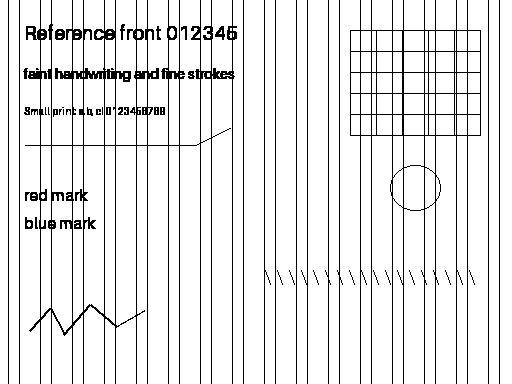 Reference front 012345
faint handwriting and fine strokes
Small print a, b, c| 0123456789
red mark
blue mark